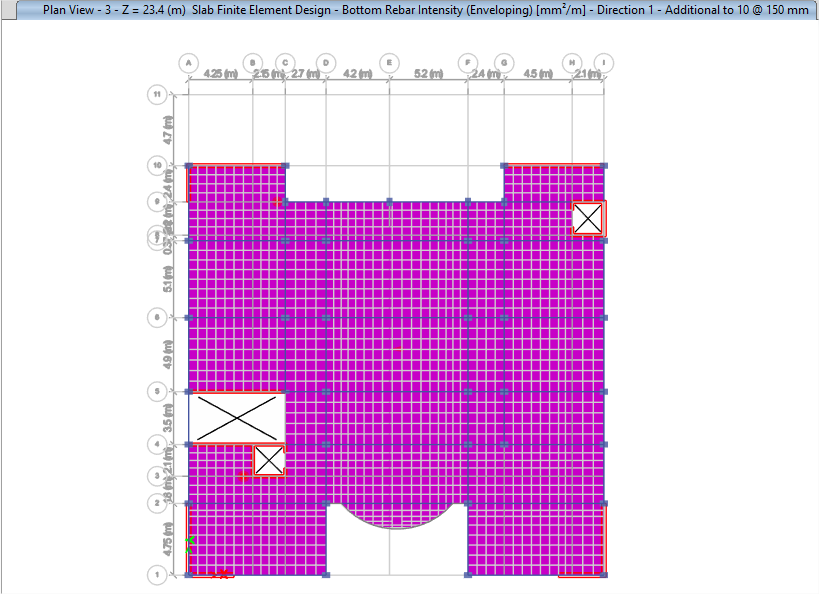 Plan View - 3 - Z = 23.4 (m) Slab Finite Element Design - Bottom Rebar Intensity (Enveloping) [mm²/m] - Direction 1 - Additional to 10 @ 150 mm
A B C D E F G H I
4.25 (m) 2.15 (m) 2.7 (m) 4.2 (m) 5.2 (m) 2.4 (m) 4.5 (m) 2.1 (m)
11
4.7 (m)
10
2.4 (m)
9
7
5.1 (m)
6
4.9 (m)
5
3.5 (m)
4
2.1 (m)
3
2
4.75 (m)
1